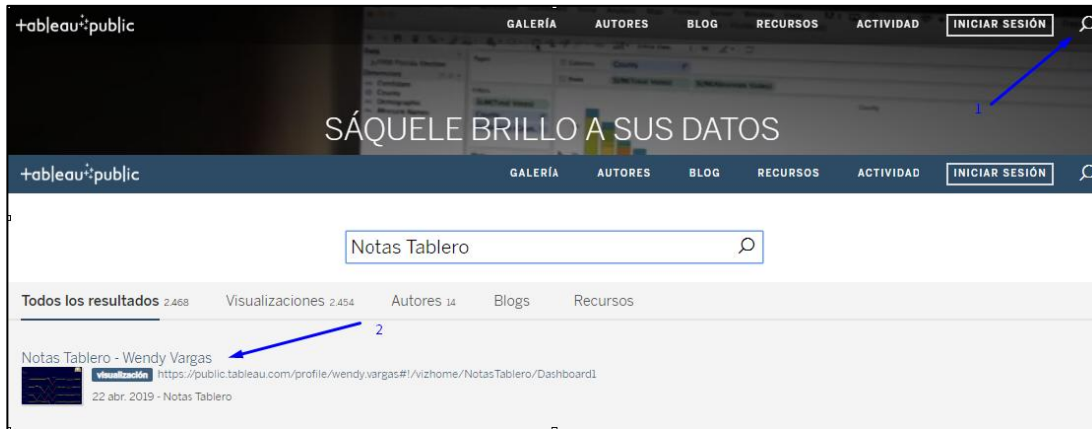 +ableau public
GALERÍA AUTORES BLOG RECURSOS ACTIVIDAD INICIAR SESIÓN
1
SÁQUELE BRILLO A SUS DATOS
+ableau public
GALERÍA AUTORES BLOG RECURSOS ACTIVIDAD INICIAR SESIÓN
Notas Tablero
Todos los resultados 2.468 Visualizaciones 2.454 Autores 14 Blogs Recursos
2
Notas Tablero - Wendy Vargas
visualización https://public.tableau.com/profile/wendy.vargas#!/vizhome/NotasTablero/Dashboard1
22 abr. 2019 - Notas Tablero